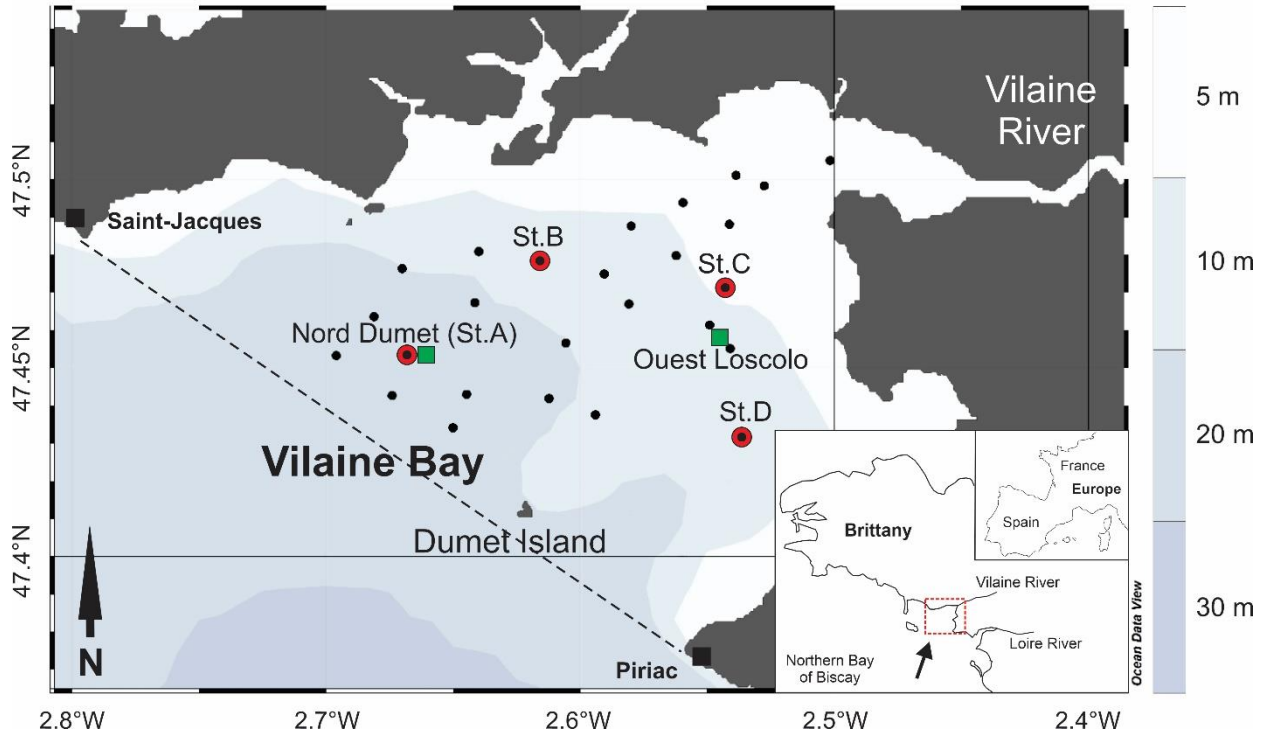 Vilaine
River
5 m
47.5°N
Saint-Jacques
St.B
10 m
St.C
Nord Dumet (St.A)
Ouest Loscolo
47.45°N
St.D
20 m
Vilaine Bay
France
Europe
Spain
Brittany
Dumet Island
47.4°N
Vilaine River
30 m
Loire River
Northern Bay
of Biscay
Ocean Data View
N
Piriac
2.8°W
2.7°W
2.6°W
2.5°W
2.4°W